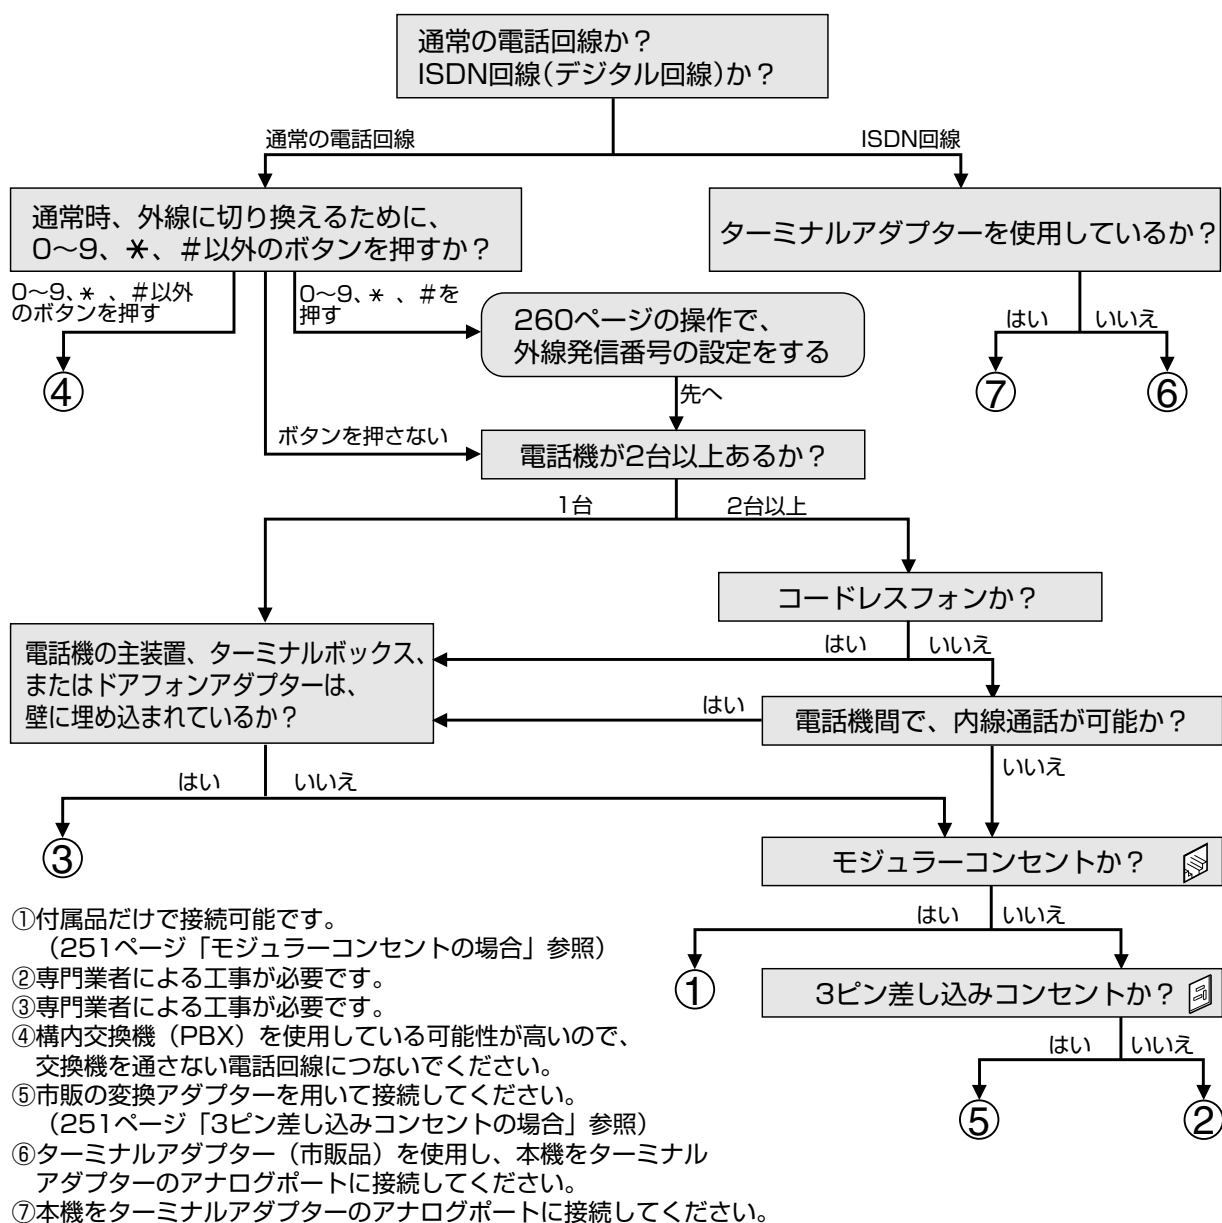 通常の電話回線か？
ISDN回線（デジタル回線）か？
通常の電話回線
ISDN回線
通常時、外線に切り換えるために、
0〜9、＊、＃以外のボタンを押すか？
ターミナルアダプターを使用しているか？
0〜9、＊、＃以外
のボタンを押す
0〜9、＊、＃を
押す
260ページの操作で、
外線発信番号の設定をする
はい
いいえ
④
⑦
⑥
先へ
ボタンを押さない
電話機が2台以上あるか？
1台
2台以上
コードレスフォンか？
電話機の主装置、ターミナルボックス、
またはドアフォンアダプターは、
壁に埋め込まれているか？
はい
いいえ
はい
電話機間で、内線通話が可能か？
いいえ
はい
いいえ
③
モジュラーコンセントか？
はい
いいえ
①
3ピン差し込みコンセントか？
はい
いいえ
⑤
②
①付属品だけで接続可能です。
（251ページ「モジュラーコンセントの場合」参照）
②専門業者による工事が必要です。
③専門業者による工事が必要です。
④構内交換機（PBX）を使用している可能性が高いので、
交換機を通さない電話回線につないでください。
⑤市販の変換アダプターを用いて接続してください。
（251ページ「3ピン差し込みコンセントの場合」参照）
⑥ターミナルアダプター（市販品）を使用し、本機をターミナル
アダプターのアナログポートに接続してください。
⑦本機をターミナルアダプターのアナログポートに接続してください。